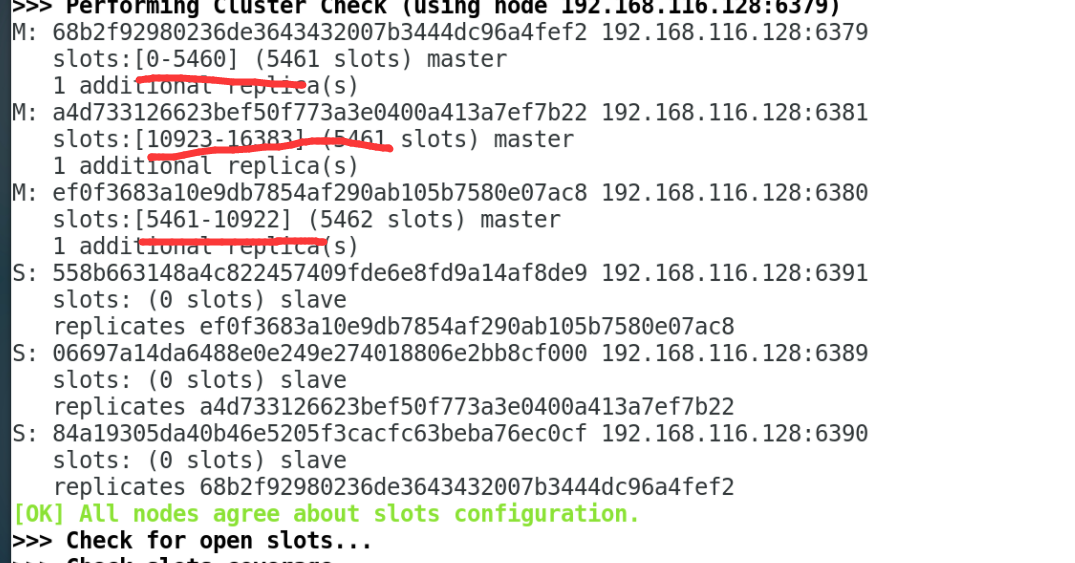 >>> Performing Cluster Check (using node 192.168.116.128:6379)
M: 68b2f92980236de3643432007b3444dc96a4fef2 192.168.116.128:6379
slots:[0-5460] (5461 slots) master
1 additional replica(s)
M: a4d733126623bef50f773a3e0400a413a7ef7b22 192.168.116.128:6381
slots:[10923-16383] (5461 slots) master
1 additional replica(s)
M: ef0f3683a10e9db7854af290ab105b7580e07ac8 192.168.116.128:6380
slots:[5461-10922] (5462 slots) master
1 additional replica(s)
S: 558b663148a4c822457409fde6e8fd9a14af8de9 192.168.116.128:6391
slots: (0 slots) slave
replicates ef0f3683a10e9db7854af290ab105b7580e07ac8
S: 06697a14da6488e0e249e274018806e2bb8cf000 192.168.116.128:6389
slots: (0 slots) slave
replicates a4d733126623bef50f773a3e0400a413a7ef7b22
S: 84a19305da40b46e5205f3cacfc63beba76ec0cf 192.168.116.128:6390
slots: (0 slots) slave
replicates 68b2f92980236de3643432007b3444dc96a4fef2
[OK] All nodes agree about slots configuration.
>>> Check for open slots...
>>> Check slots coverage